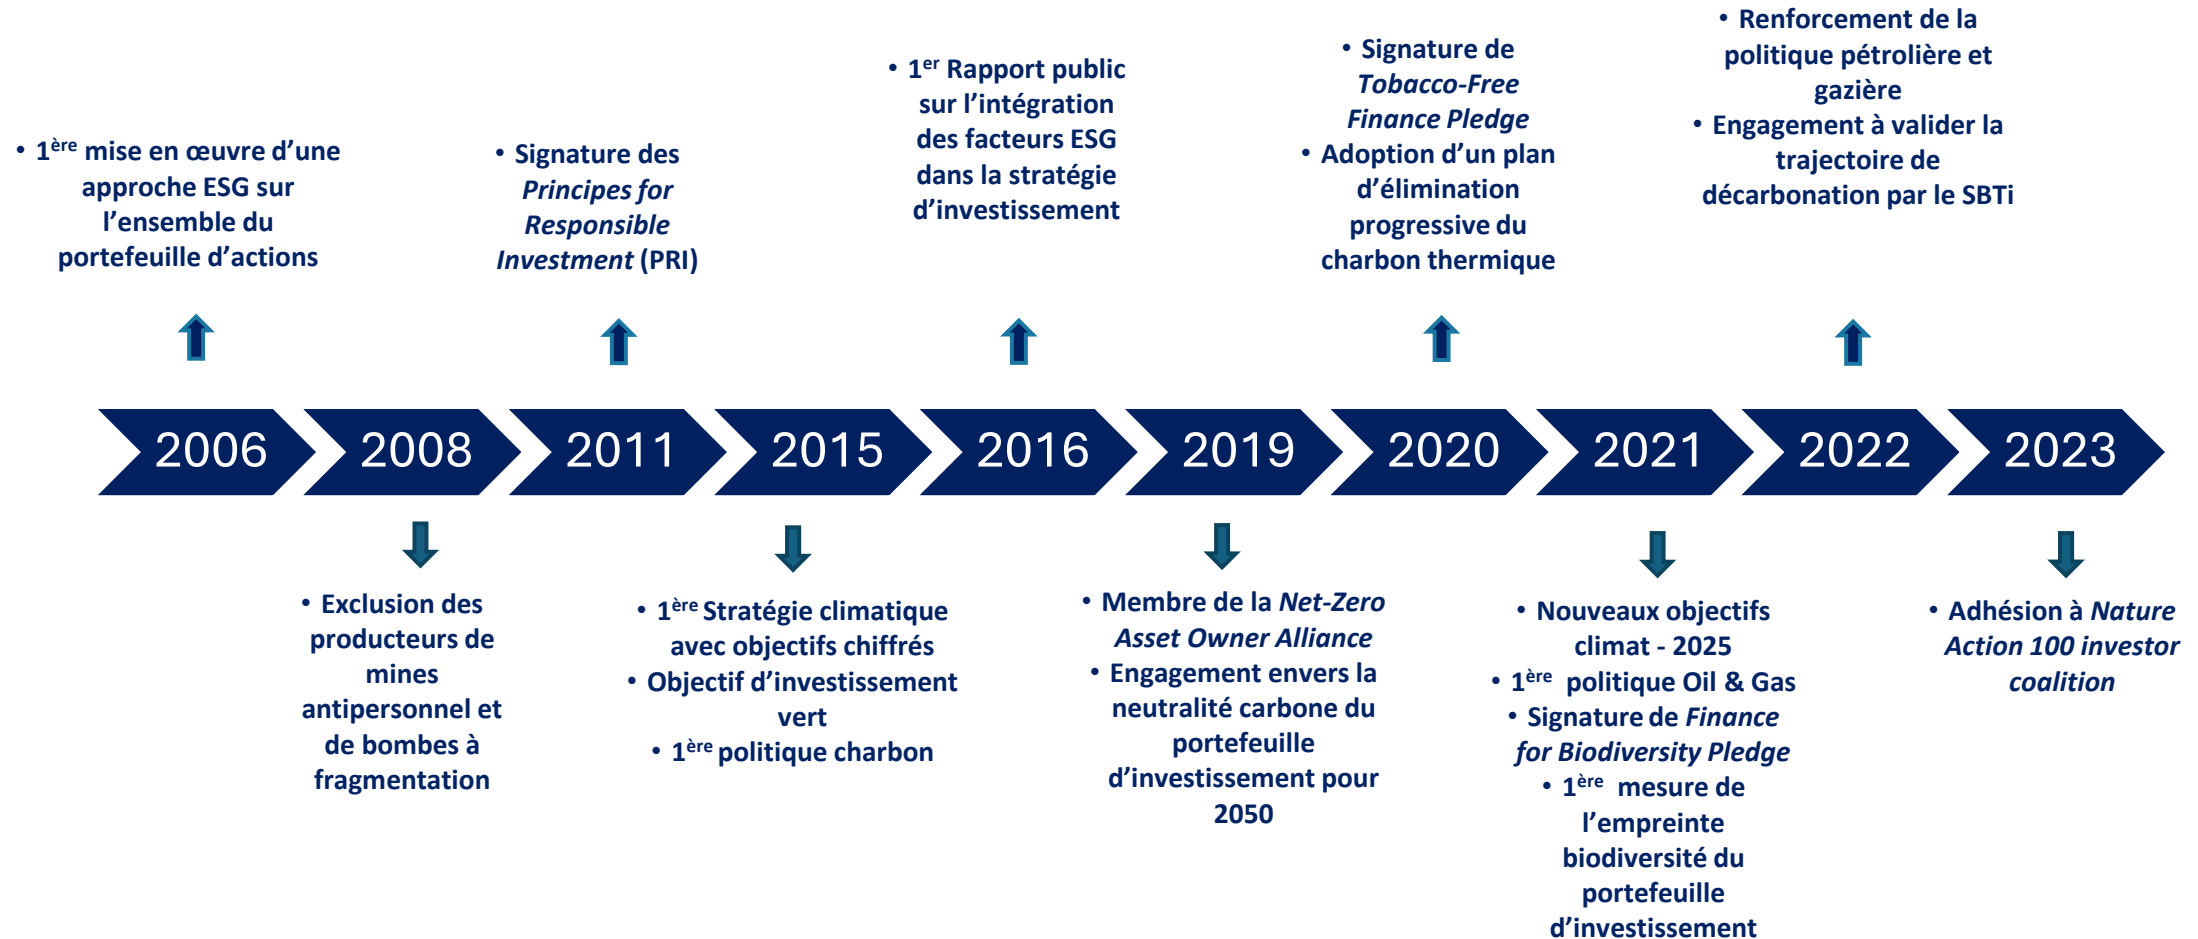 • 1ère mise en œuvre d’une
approche ESG sur
l’ensemble du
portefeuille d’actions
• Signature des
Principes for
Responsible
Investment (PRI)
• 1er Rapport public
sur l’intégration
des facteurs ESG
dans la stratégie
d’investissement
• Signature de
Tobacco-Free
Finance Pledge
• Adoption d’un plan
d’élimination
progressive du
charbon thermique
• Renforcement de la
politique pétrolière et
gazière
• Engagement à valider la
trajectoire de
décarbonation par le SBTi
2006 2008 2011 2015 2016 2019 2020 2021 2022 2023
• Exclusion des
producteurs de
mines
antipersonnel et
de bombes à
fragmentation
• 1ère Stratégie climatique
avec objectifs chiffrés
• Objectif d’investissement
vert
• 1ère politique charbon
• Membre de la Net-Zero
Asset Owner Alliance
• Engagement envers la
neutralité carbone du
portefeuille
d’investissement pour
2050
• Nouveaux objectifs
climat - 2025
• 1ère politique Oil & Gas
• Signature de Finance
for Biodiversity Pledge
• 1ère mesure de
l’empreinte
biodiversité du
portefeuille
d’investissement
• Adhésion à Nature
Action 100 investor
coalition